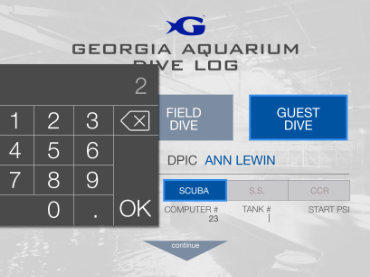 GEORGIA AQUARIUM
DIVE LOG
2
1 2 3
4 5 6
7 8 9
0 . OK
FIELD DIVE
GUEST DIVE
DPIC ANN LEWIN
SCUBA S.S. CCR
COMPUTER # TANK # START PSI
23
continue